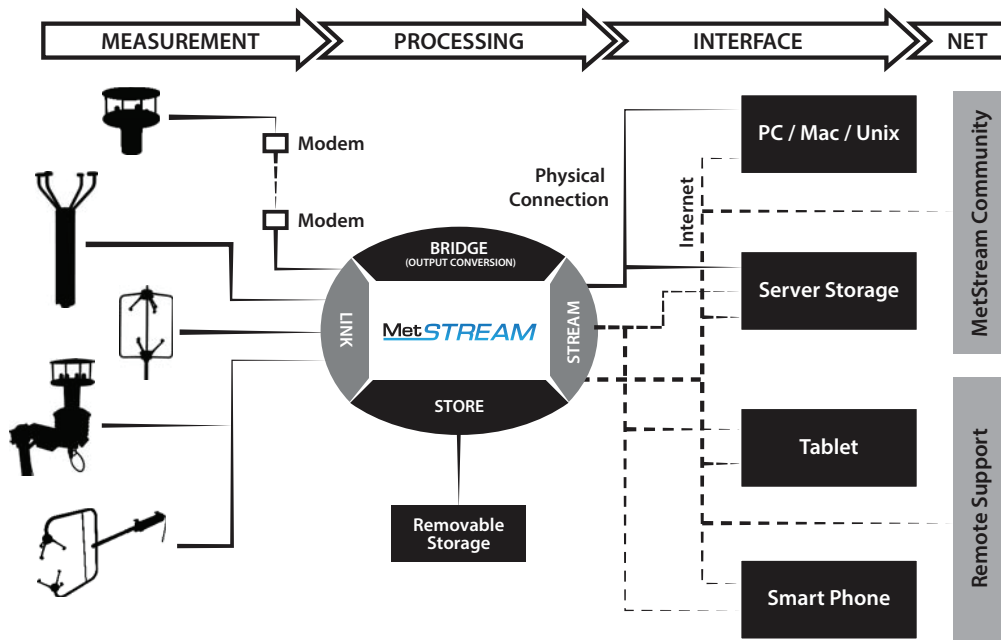 MEASUREMENT
PROCESSING
INTERFACE
NET
Modem
Modem
Physical
Connection
Internet
BRIDGE
(OUTPUT CONVERSION)
LINK
MetSTREAM
STREAM
STORE
Removable
Storage
PC / Mac / Unix
Server Storage
Tablet
Smart Phone
MetStream Community
Remote Support